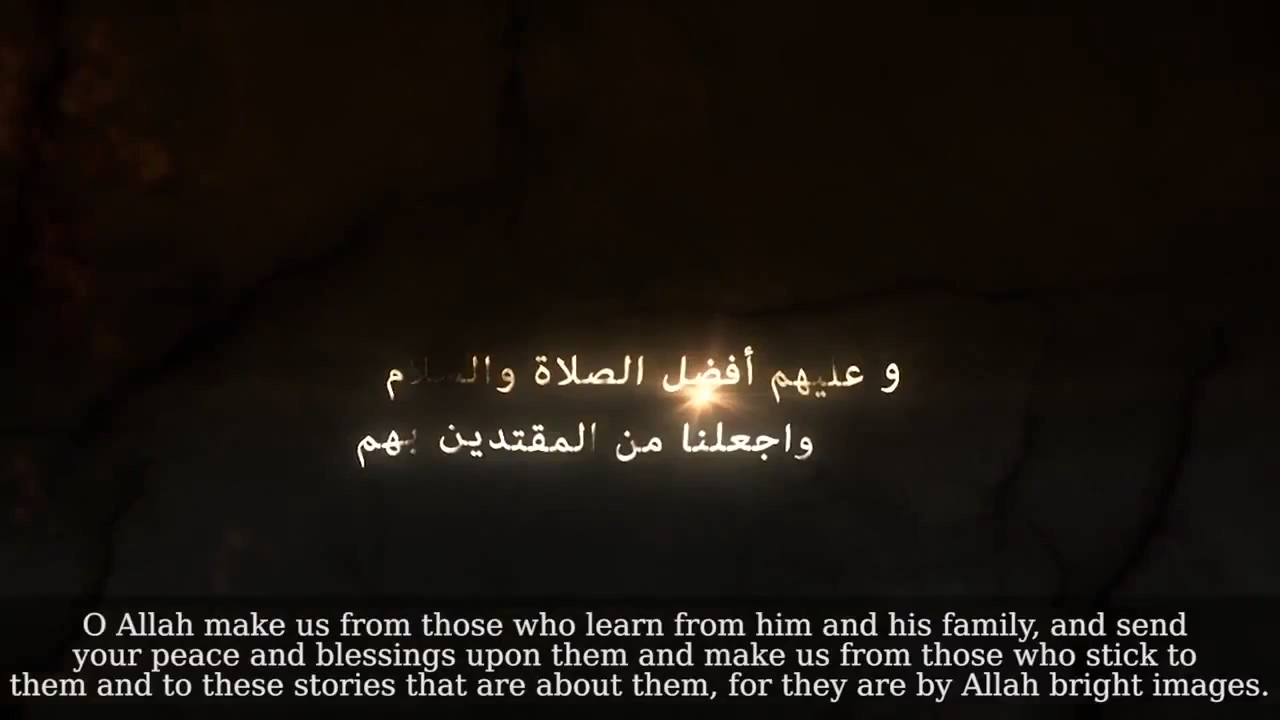 و عليهم أفضل الصلاة والسلام
واجعلنا من المقتدين بهم
O Allah make us from those who learn from him and his family, and send
your peace and blessings upon them and make us from those who stick to
them and to these stories that are about them, for they are by Allah bright images.